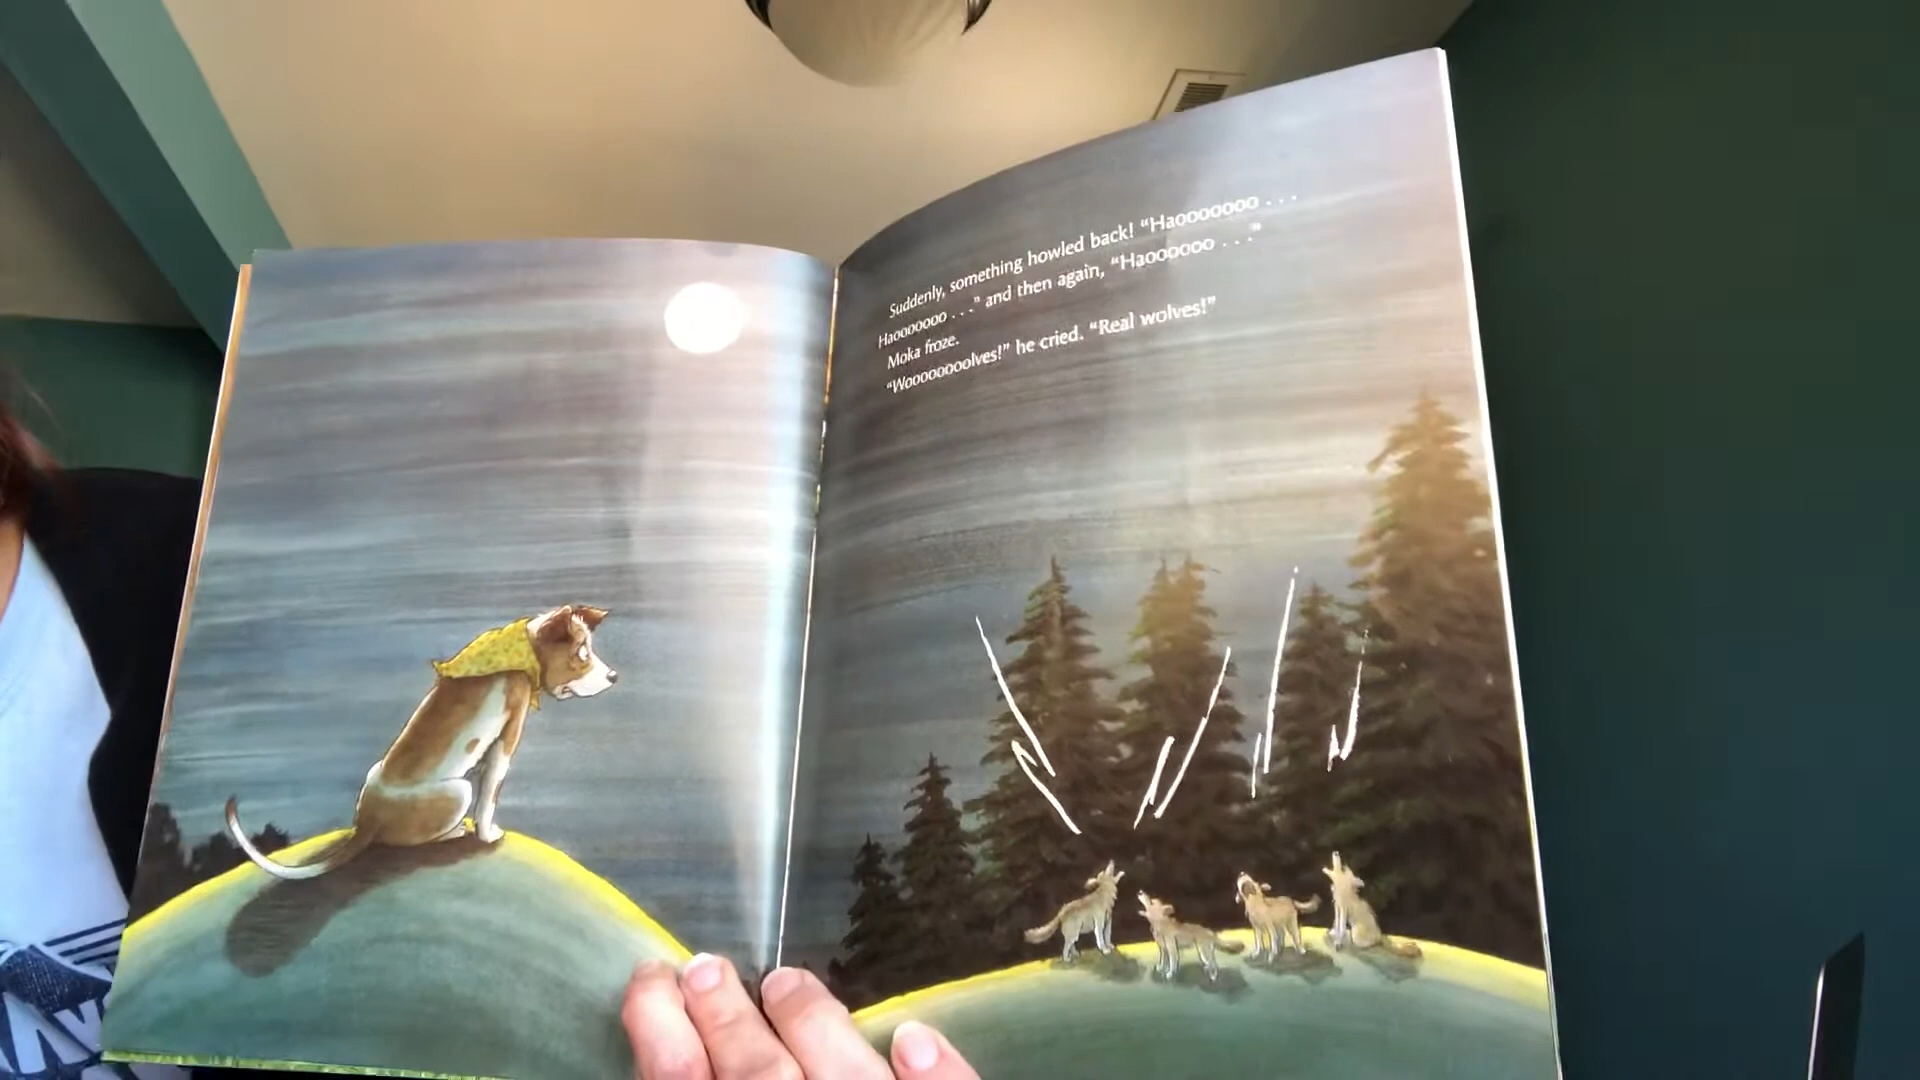 Suddenly, something howled back! “Haooooooo . . .
Haooooooo . . .” and then again, “Haoooooo . . .”
Moka froze.
“Woooooooolves!” he cried. “Real wolves!”